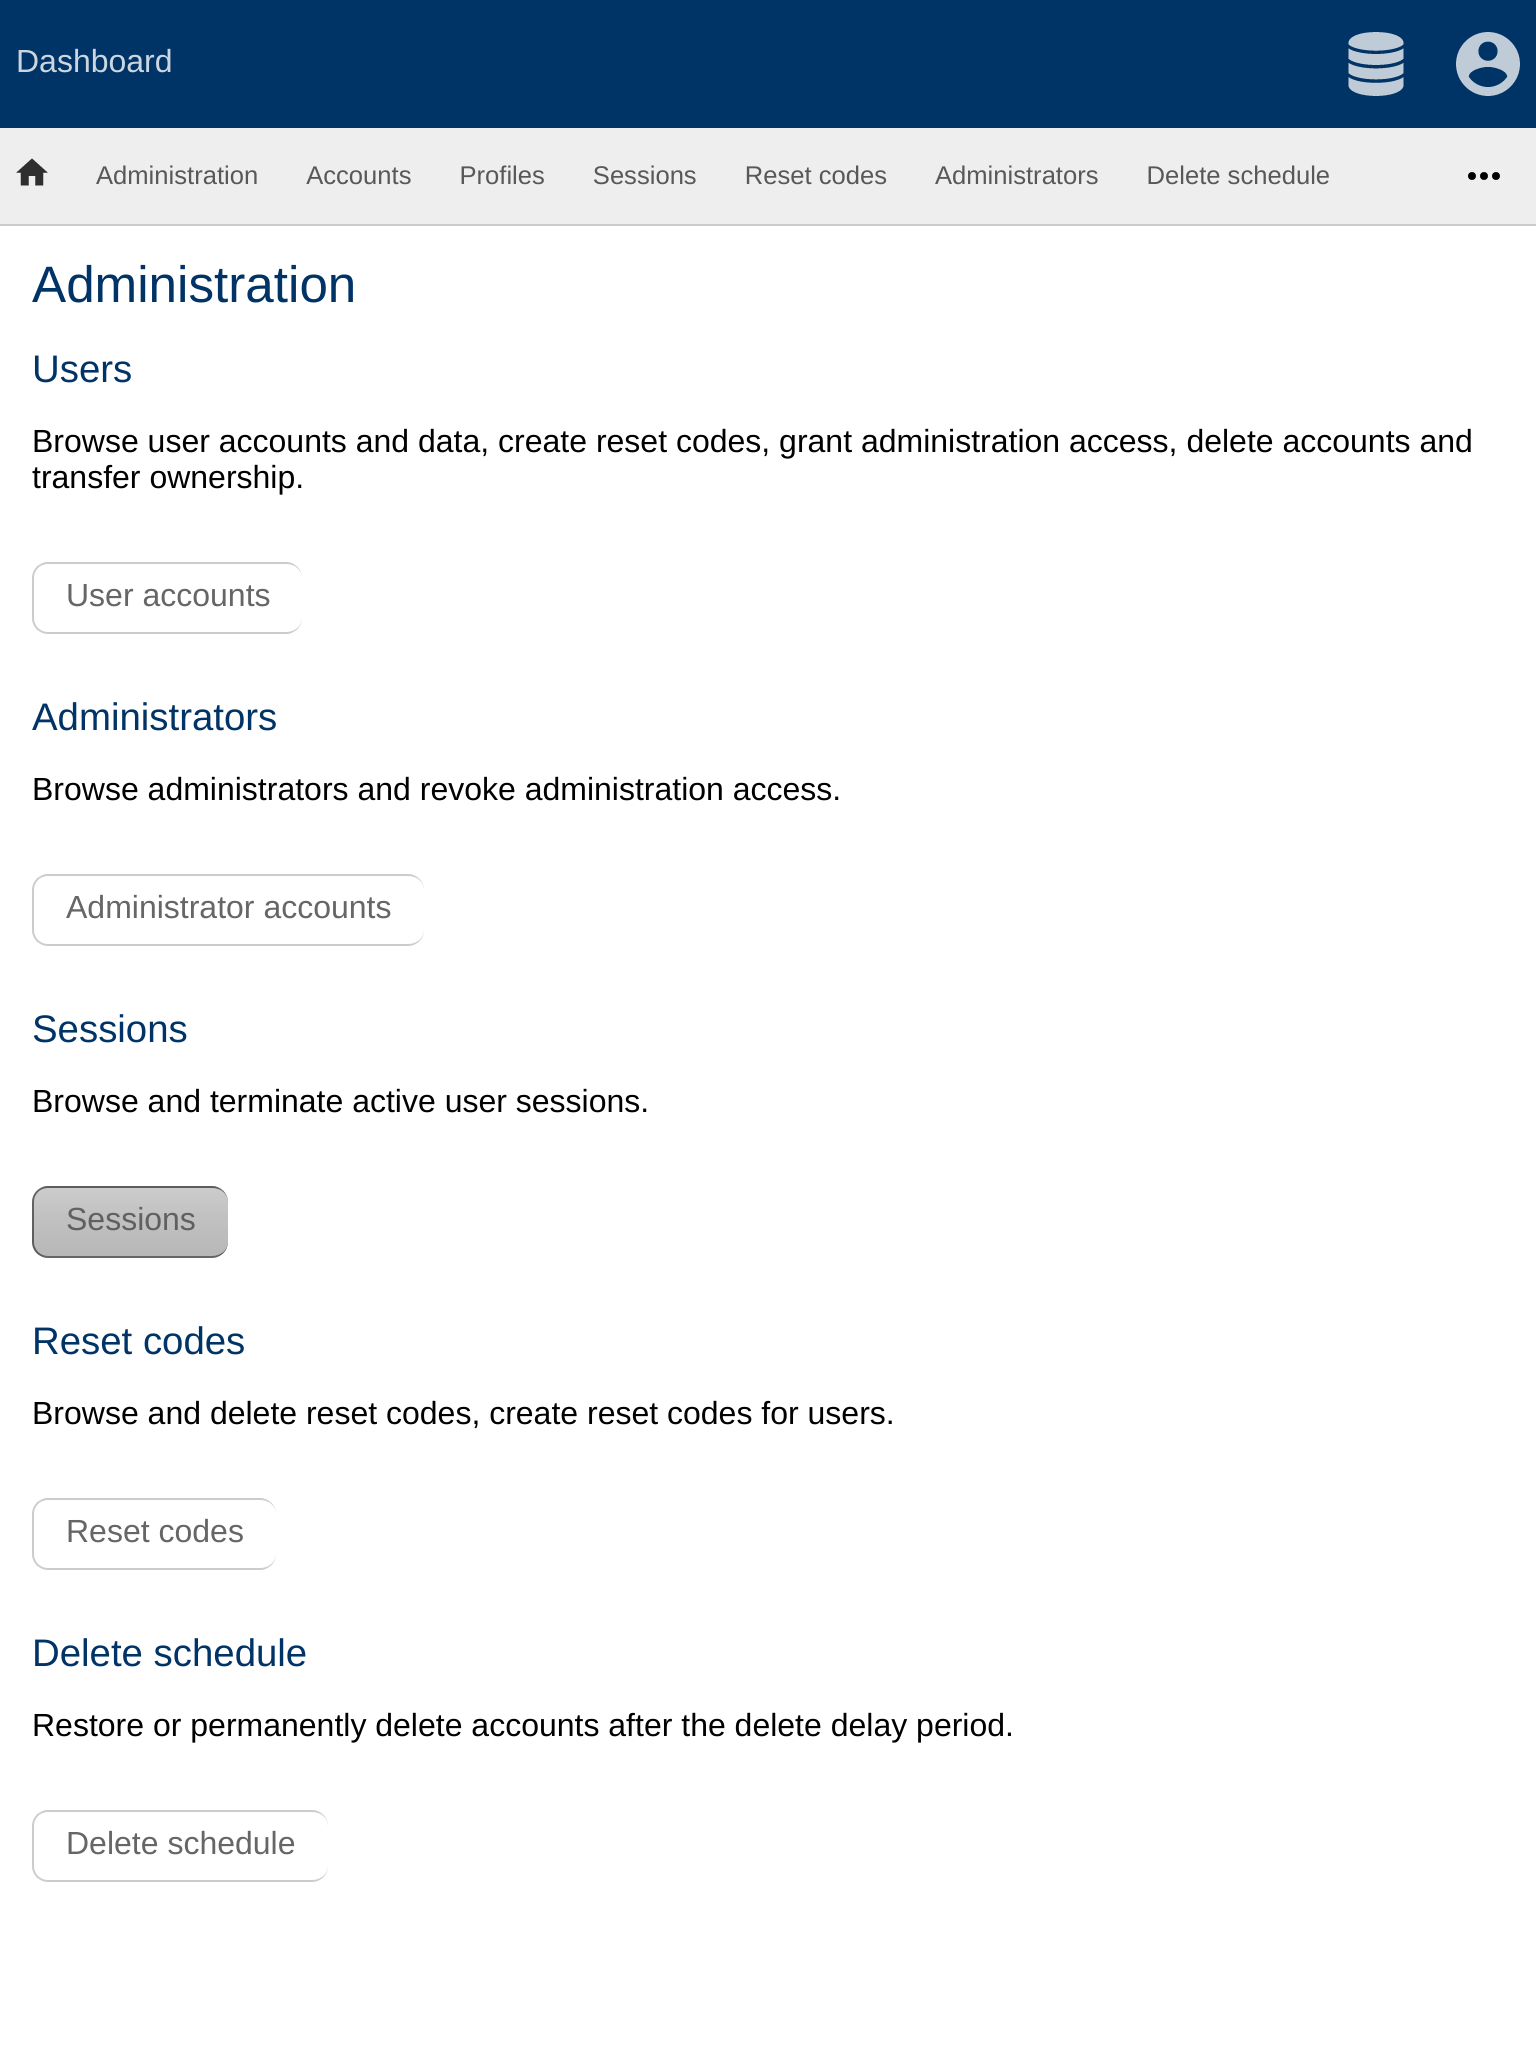 Dashboard
Administration Accounts Profiles Sessions Reset codes Administrators Delete schedule
Administration
Users
Browse user accounts and data, create reset codes, grant administration access, delete accounts and
transfer ownership.
User accounts
Administrators
Browse administrators and revoke administration access.
Administrator accounts
Sessions
Browse and terminate active user sessions.
Sessions
Reset codes
Browse and delete reset codes, create reset codes for users.
Reset codes
Delete schedule
Restore or permanently delete accounts after the delete delay period.
Delete schedule